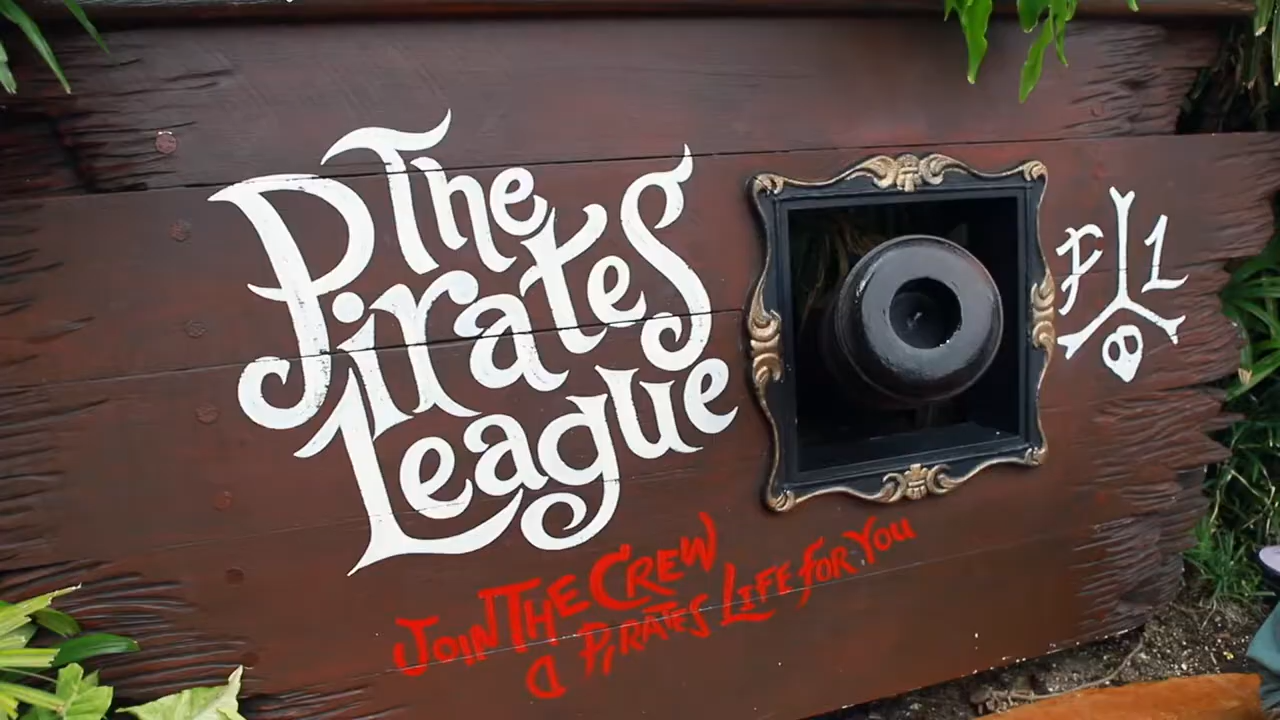 The
Pirates
League
JOIN THE CREW
A PIRATES LIFE FOR YOU